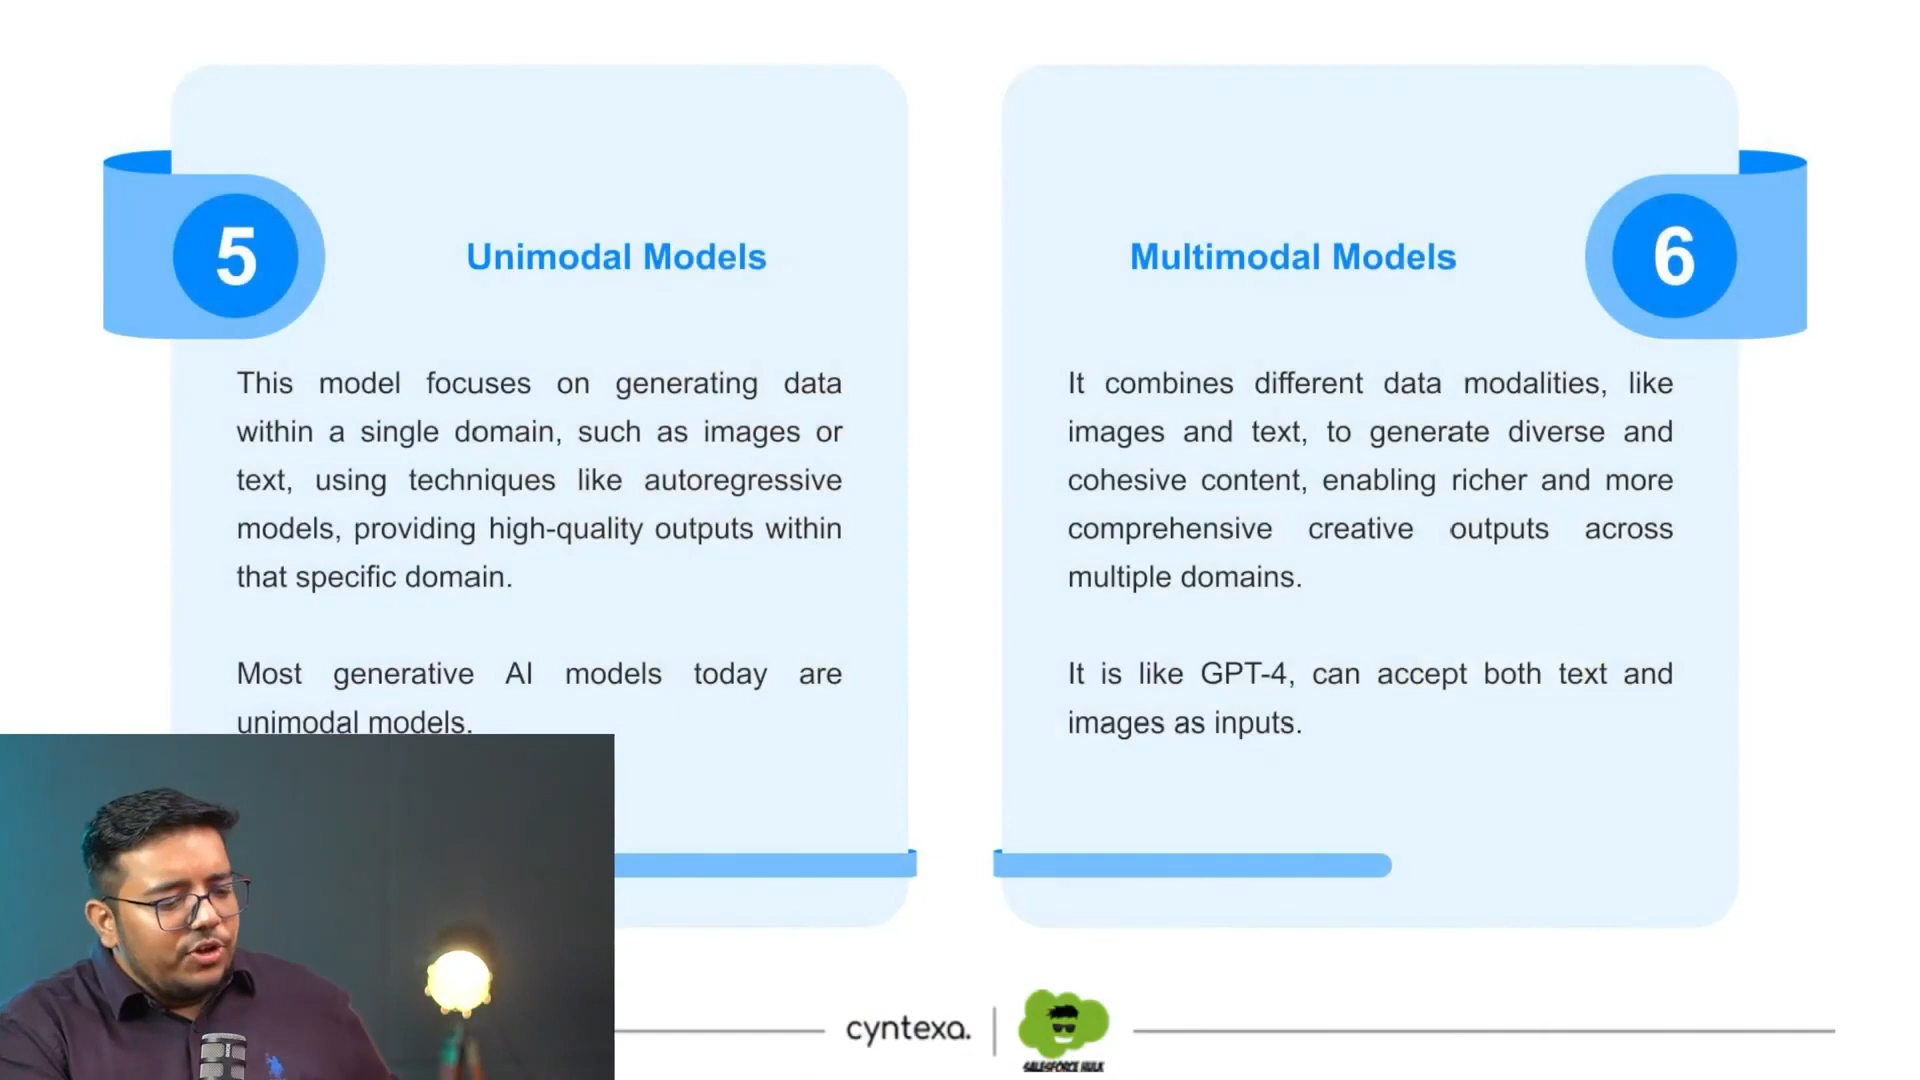 5
Unimodal Models
This model focuses on generating data
within a single domain, such as images or
text, using techniques like autoregressive
models, providing high-quality outputs within
that specific domain.
Most generative AI models today are
unimodal models.
Multimodal Models
6
It combines different data modalities, like
images and text, to generate diverse and
cohesive content, enabling richer and more
comprehensive creative outputs across
multiple domains.
It is like GPT-4, can accept both text and
images as inputs.
cyntexa.
SALESFORCE HULK